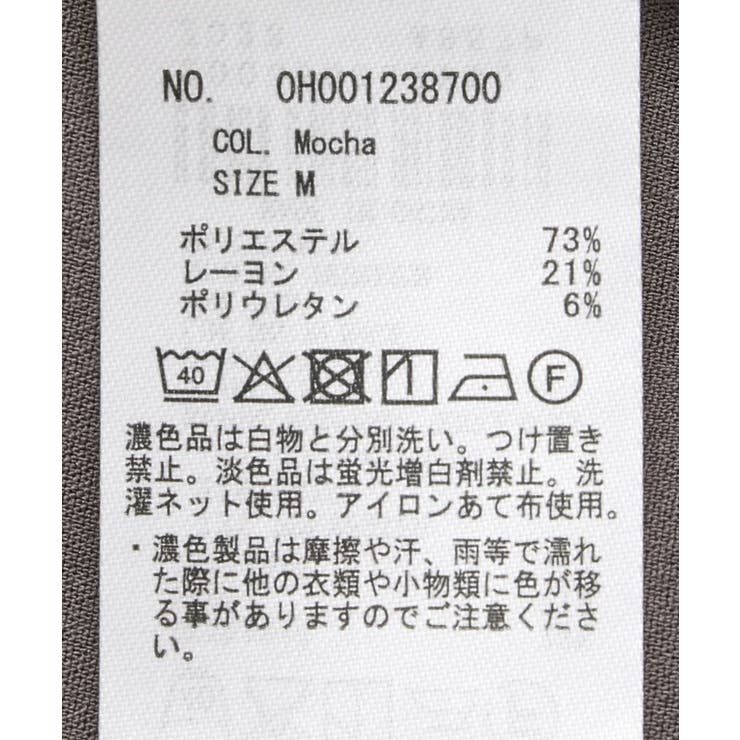 NO. 0H001238700
COL. Mocha
SIZE M
ポリエステル 73%
レーヨン 21%
ポリウレタン 6%
40 F
濃色品は白物と分別洗い。つけ置き
禁止。淡色品は蛍光増白剤禁止。洗
濯ネット使用。アイロンあて布使用。
・濃色製品は摩擦や汗、雨等で濡れ
た際に他の衣類や小物類に色が移
る事がありますのでご注意くださ
い。